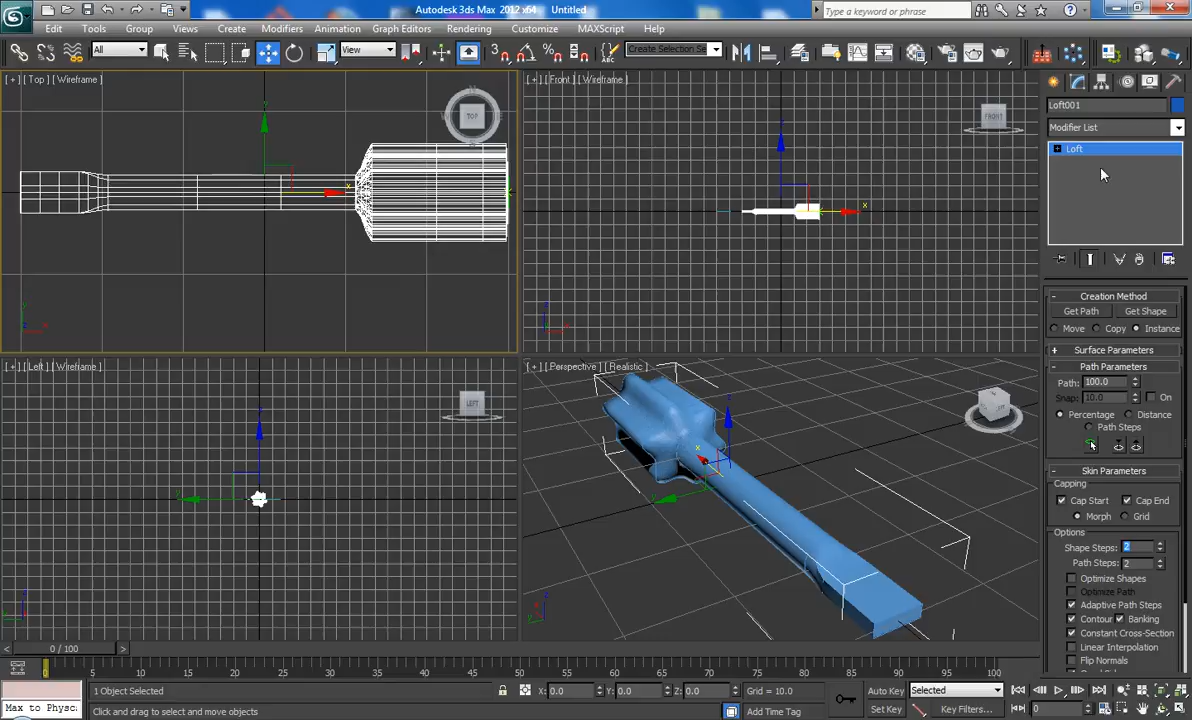 Autodesk 3ds Max 2012 x64 Untitled
Type a keyword or phrase
Edit Tools Group Views Create Modifiers Animation Graph Editors Rendering Customize MAXScript Help
All View Create Selection Se
[ + ] [ Top ] [ Wireframe ]
TOP
[ + ] [ Front ] [ Wireframe ]
FRONT
[ + ] [ Left ] [ Wireframe ]
LEFT
[ + ] [ Perspective ] [ Realistic ]
Loft001
Modifier List
Loft
Creation Method
Get Path Get Shape
Move Copy Instance
Surface Parameters
Path Parameters
Path: 100.0
Snap: 10.0 On
Percentage Distance
Path Steps
Skin Parameters
Capping
Cap Start Cap End
Morph Grid
Options
Shape Steps: 2
Path Steps: 2
Optimize Shapes
Optimize Path
Adaptive Path Steps
Contour Banking
Constant Cross-Section
Linear Interpolation
Flip Normals
0 / 100
0 5 10 15 20 25 30 35 40 45 50 55 60 65 70 75 80 85 90 95 100
1 Object Selected X: 0.0 Y: 0.0 Z: 0.0 Grid = 10.0 Auto Key Selected
Max to Physc Click and drag to select and move objects Add Time Tag Set Key Key Filters... 0